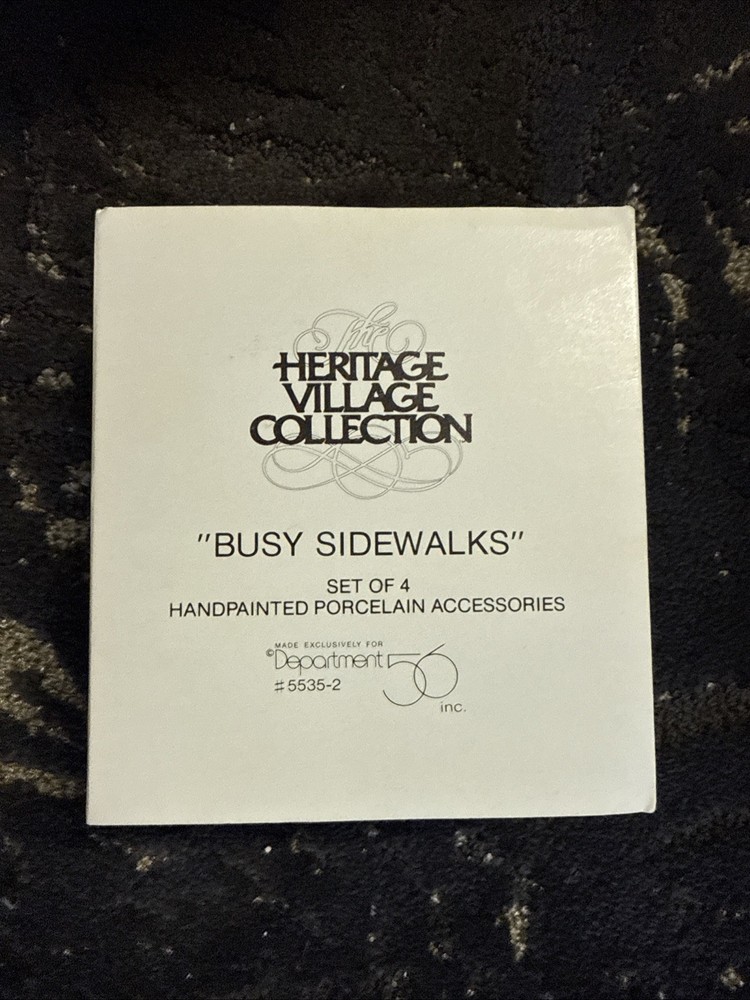 The
HERITAGE
VILLAGE
COLLECTION
"BUSY SIDEWALKS"
SET OF 4
HANDPAINTED PORCELAIN ACCESSORIES
MADE EXCLUSIVELY FOR
©Department 56
#5535-2
inc.